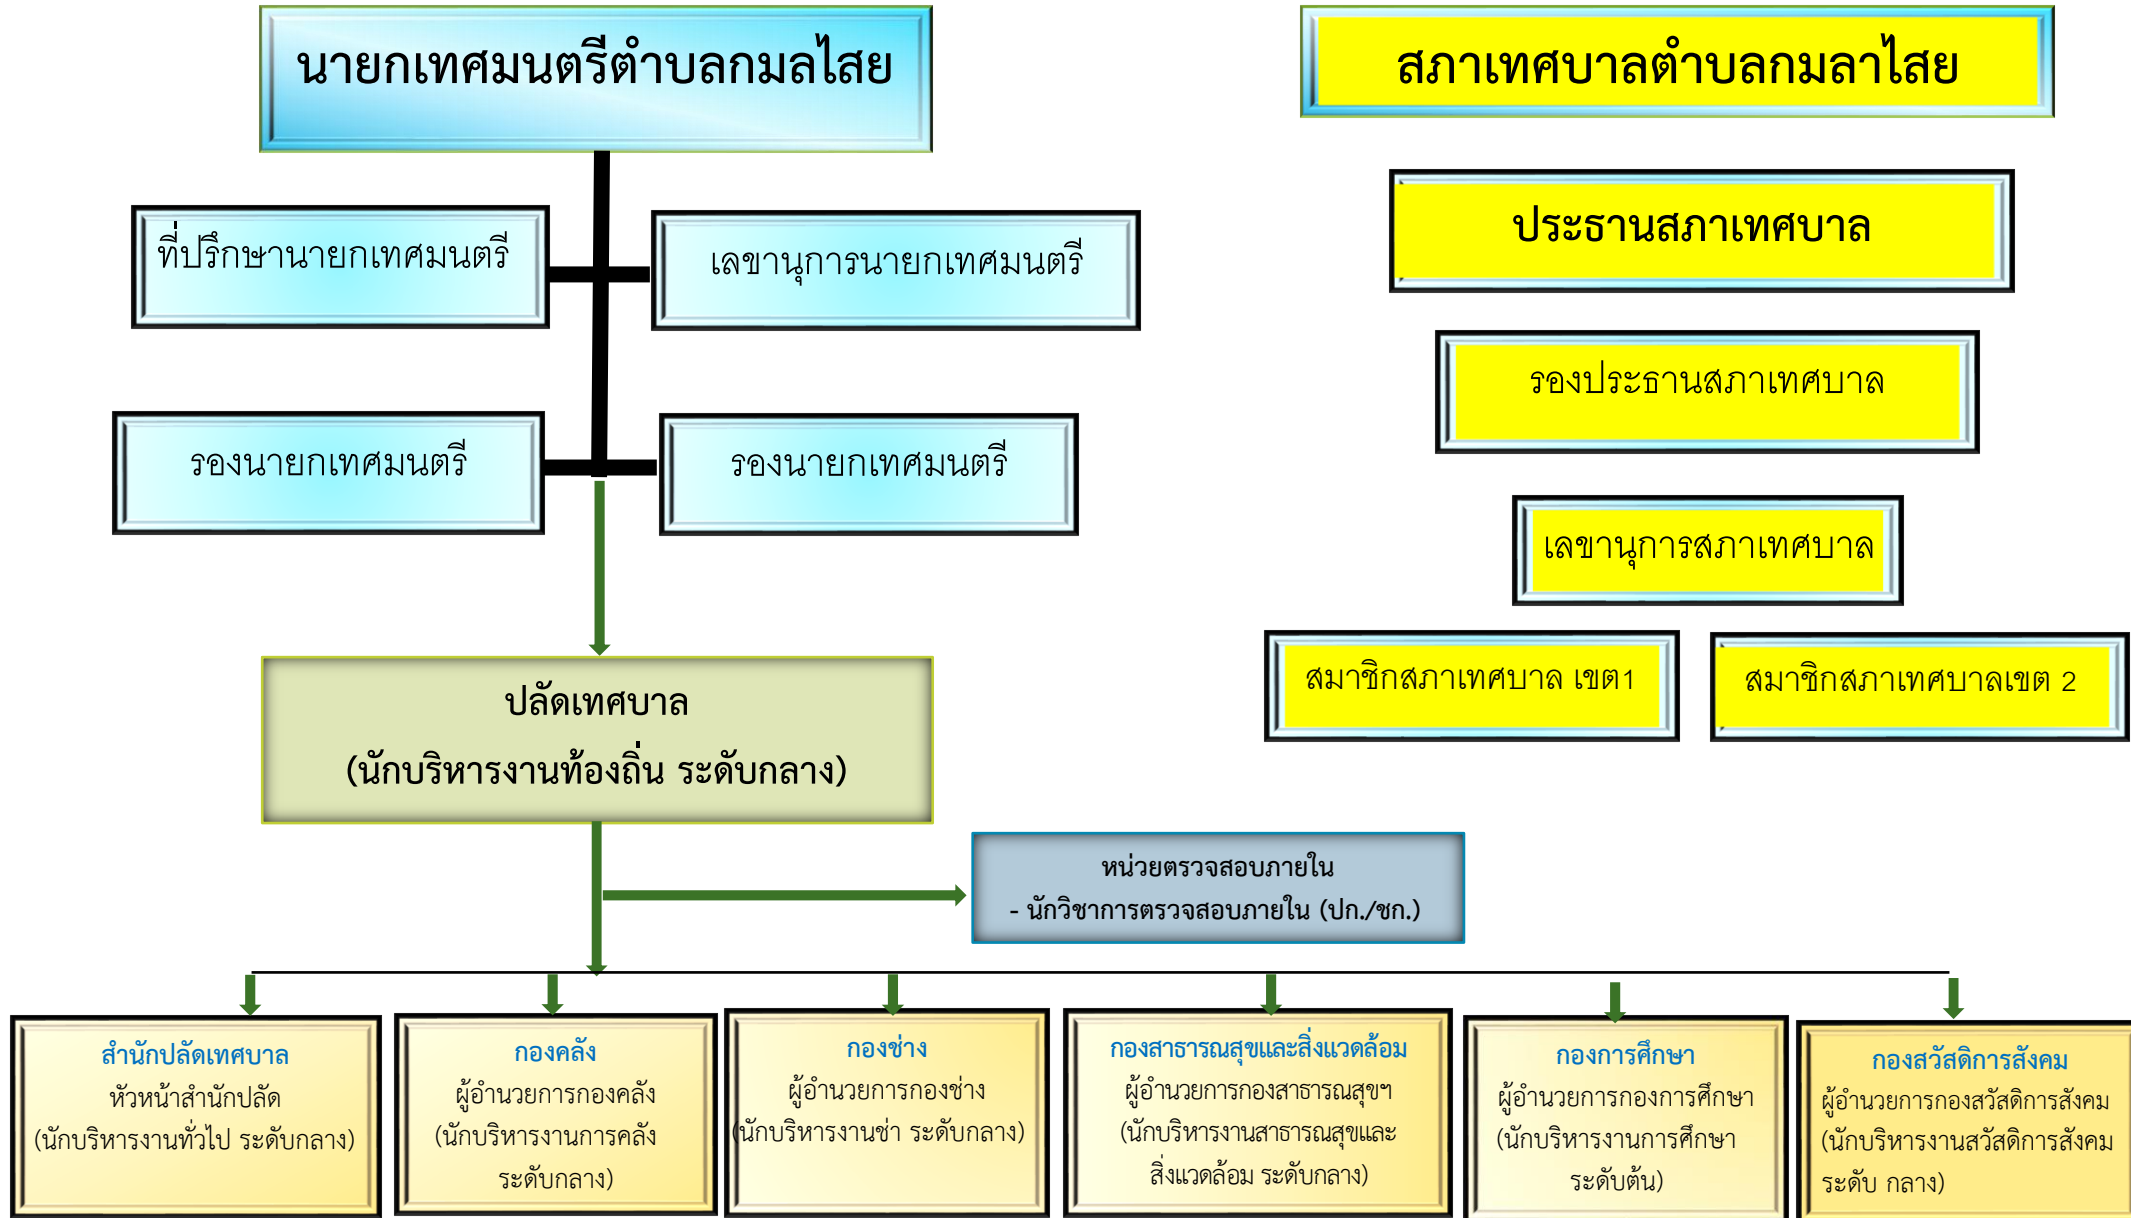 นายกเทศมนตรีตำบลกมลไสย
ที่ปรึกษานายกเทศมนตรี
เลขานุการนายกเทศมนตรี
รองนายกเทศมนตรี
รองนายกเทศมนตรี
สภาเทศบาลตำบลกมลาไสย
ประธานสภาเทศบาล
รองประธานสภาเทศบาล
เลขานุการสภาเทศบาล
สมาชิกสภาเทศบาล เขต1
สมาชิกสภาเทศบาลเขต 2
ปลัดเทศบาล
(นักบริหารงานท้องถิ่น ระดับกลาง)
หน่วยตรวจสอบภายใน
- นักวิชาการตรวจสอบภายใน (ปก./ชก.)
สำนักปลัดเทศบาล
หัวหน้าสำนักปลัด
(นักบริหารงานทั่วไป ระดับกลาง)
กองคลัง
ผู้อำนวยการกองคลัง
(นักบริหารงานการคลัง
ระดับกลาง)
กองช่าง
ผู้อำนวยการกองช่าง
(นักบริหารงานช่า ระดับกลาง)
กองสาธารณสุขและสิ่งแวดล้อม
ผู้อำนวยการกองสาธารณสุขฯ
(นักบริหารงานสาธารณสุขและ
สิ่งแวดล้อม ระดับกลาง)
กองการศึกษา
ผู้อำนวยการกองการศึกษา
(นักบริหารงานการศึกษา
ระดับต้น)
กองสวัสดิการสังคม
ผู้อำนวยการกองสวัสดิการสังคม
(นักบริหารงานสวัสดิการสังคม
ระดับ กลาง)